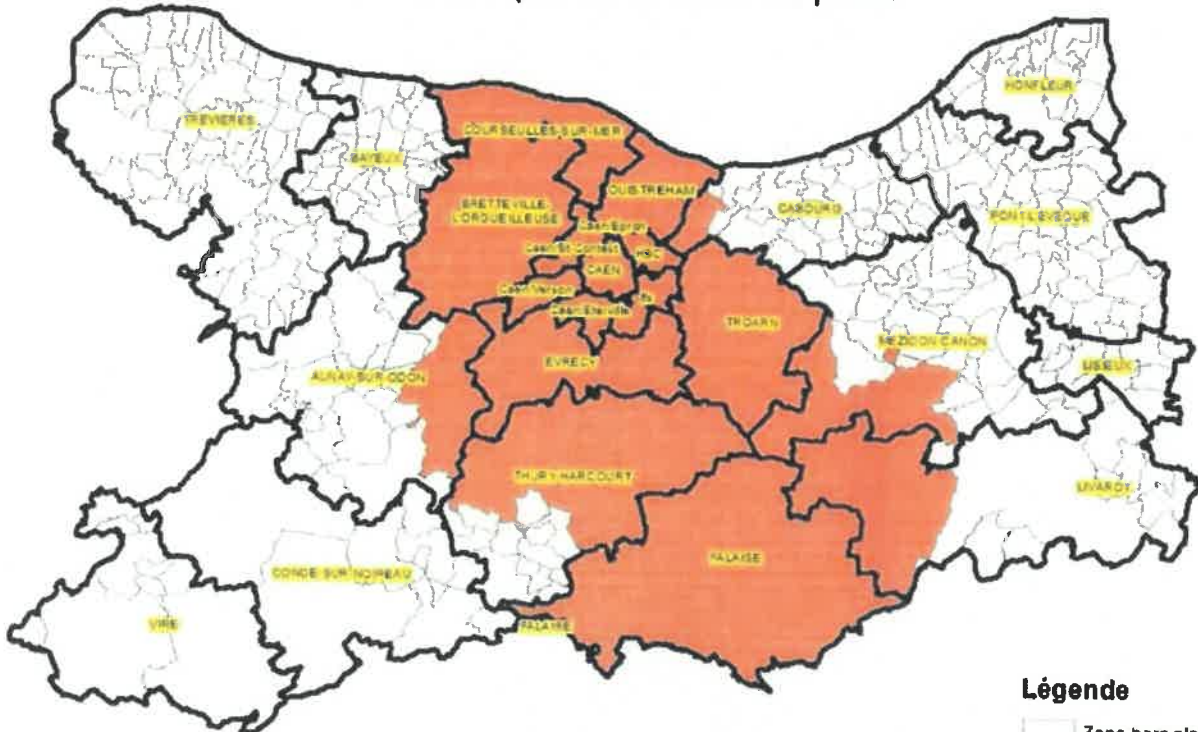 HONFLEUR
TREVIERES
COURSEULLES-SUR-MER
BAYEUX
OUISTREHAM
BRETTEVILLE
L'ORGUEILLEUSE
CABOURG
PONT-L'EVEQUE
Caen/Epron
Caen/St Contest
CAEN
Caen/Verson
Caen/Eterville
Ifs
TROARN
MEZIDON-CANON
EVRECY
LISIEUX
AUNAY-SUR-ODON
THURY-HARCOURT
LIVAROT
FALAISE
CONDE-SUR-NOIREAU
VIRE
FALAISE
Légende